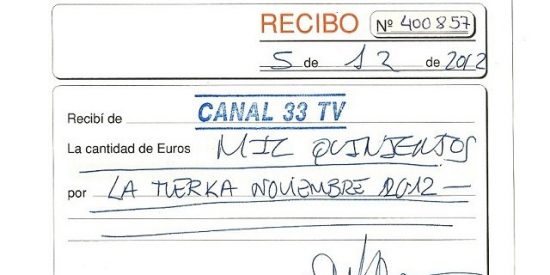 RECIBO Nº 400857
5 de 12 de 2012
Recibí de CANAL 33 TV
La cantidad de Euros MIL QUINIENTOS
por LA TUERKA NOVIEMBRE 2012 —